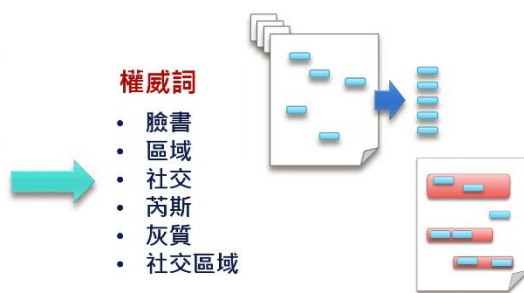 權威詞
• 臉書
• 區域
• 社交
• 芮斯
• 灰質
• 社交區域